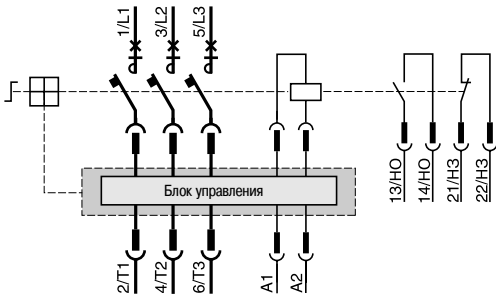 1/L1
3/L2
5/L3
Блок управления
13/НО
14/НО
21/НЗ
22/НЗ
2/T1
4/T2
6/T3
A1
A2